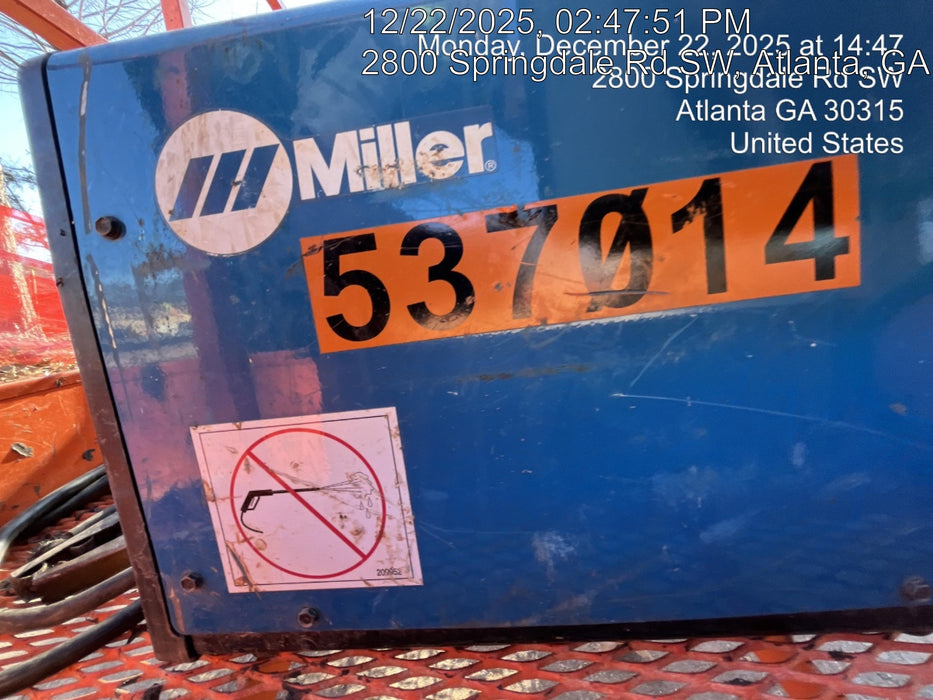 12/22/2025, 02:47:51 PM
Monday, December 22, 2025 at 14:47
2800 Springdale Rd SW, Atlanta, GA
2800 Springdale Rd SW
Atlanta GA 30315
United States
Miller®
537014
209952